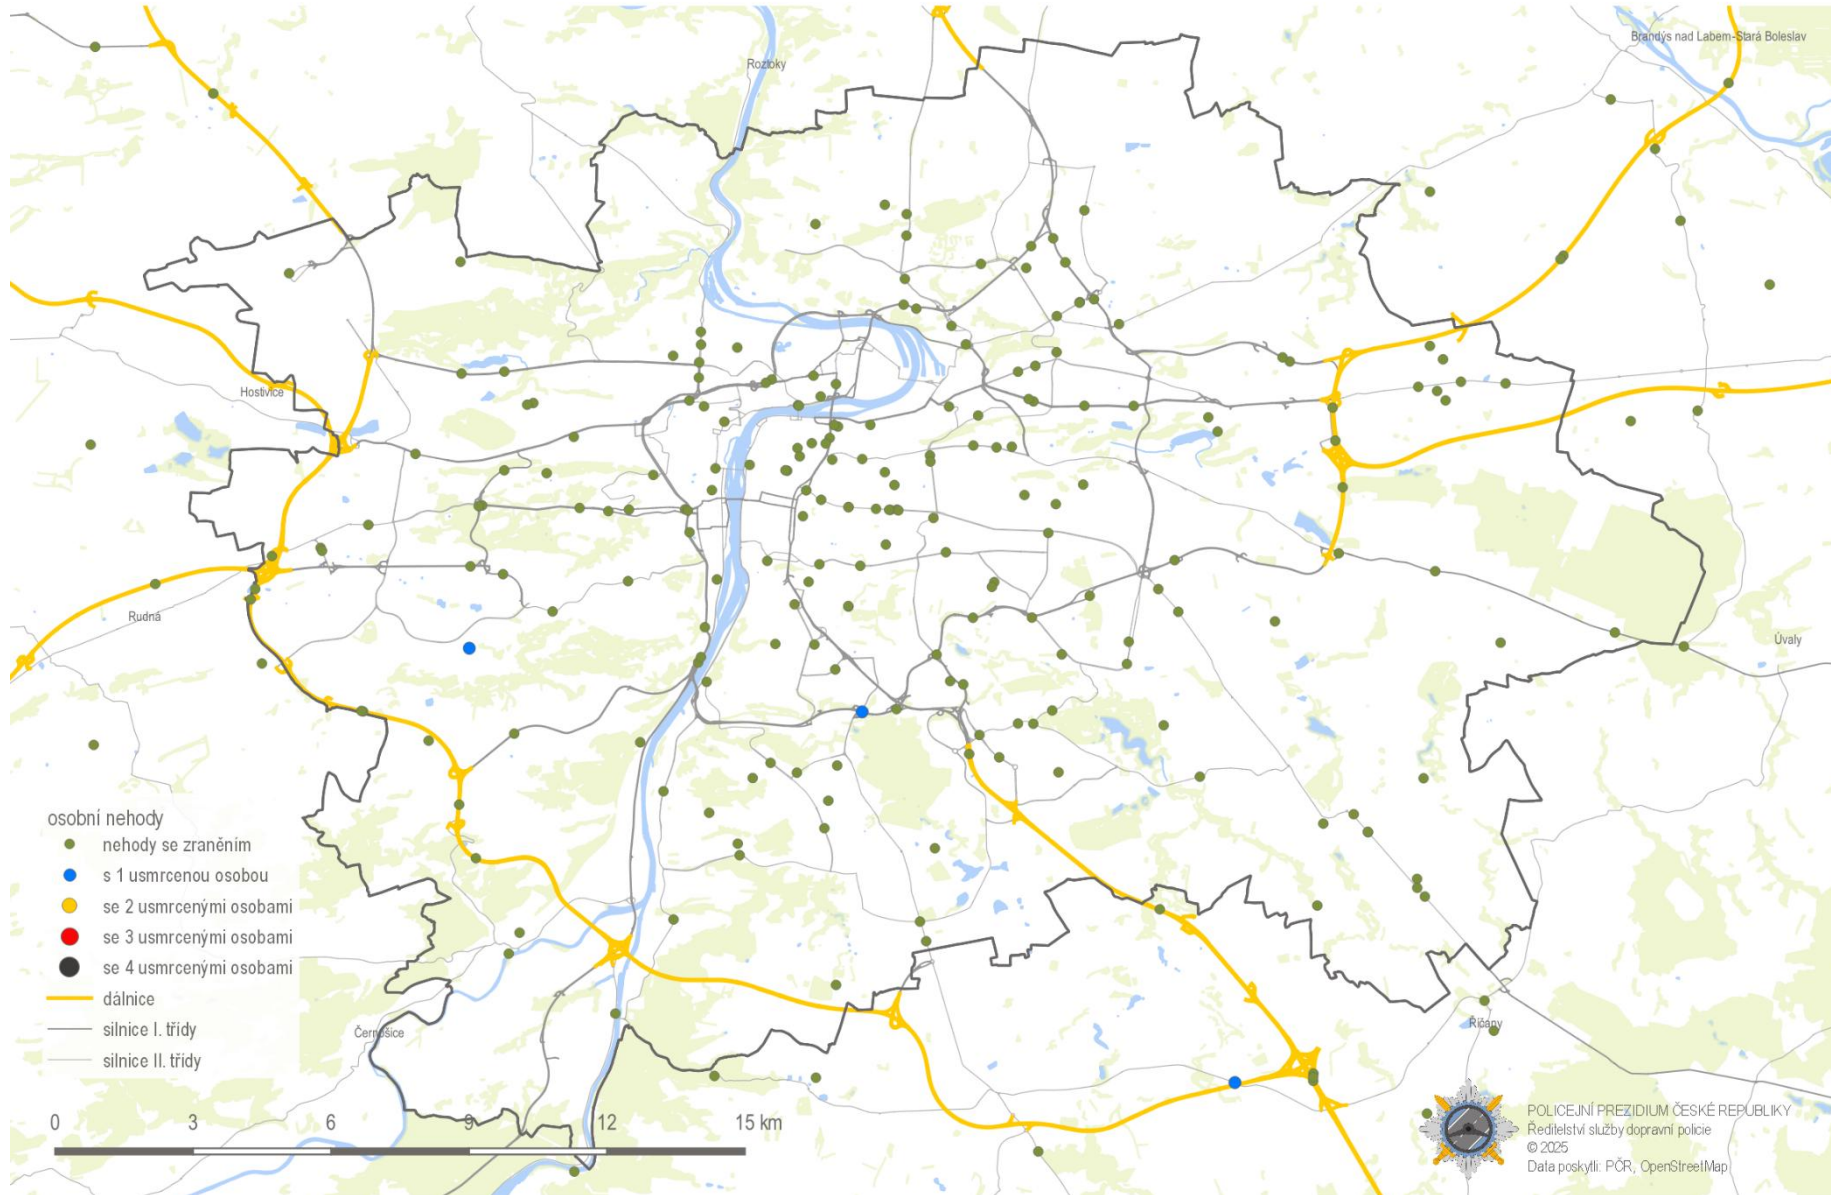 Brandýs nad Labem-Stará Boleslav
Roztoky
Hostivice
Rudná
Úvaly
osobní nehody
nehody se zraněním
s 1 usmrcenou osobou
se 2 usmrcenými osobami
se 3 usmrcenými osobami
se 4 usmrcenými osobami
dálnice
silnice I. třídy
silnice II. třídy
Černošice
Říčany
0 3 6 9 12 15 km
POLICEJNÍ PREZIDIUM ČESKÉ REPUBLIKY
Ředitelství služby dopravní policie
© 2025
Data poskytli: PČR, OpenStreetMap